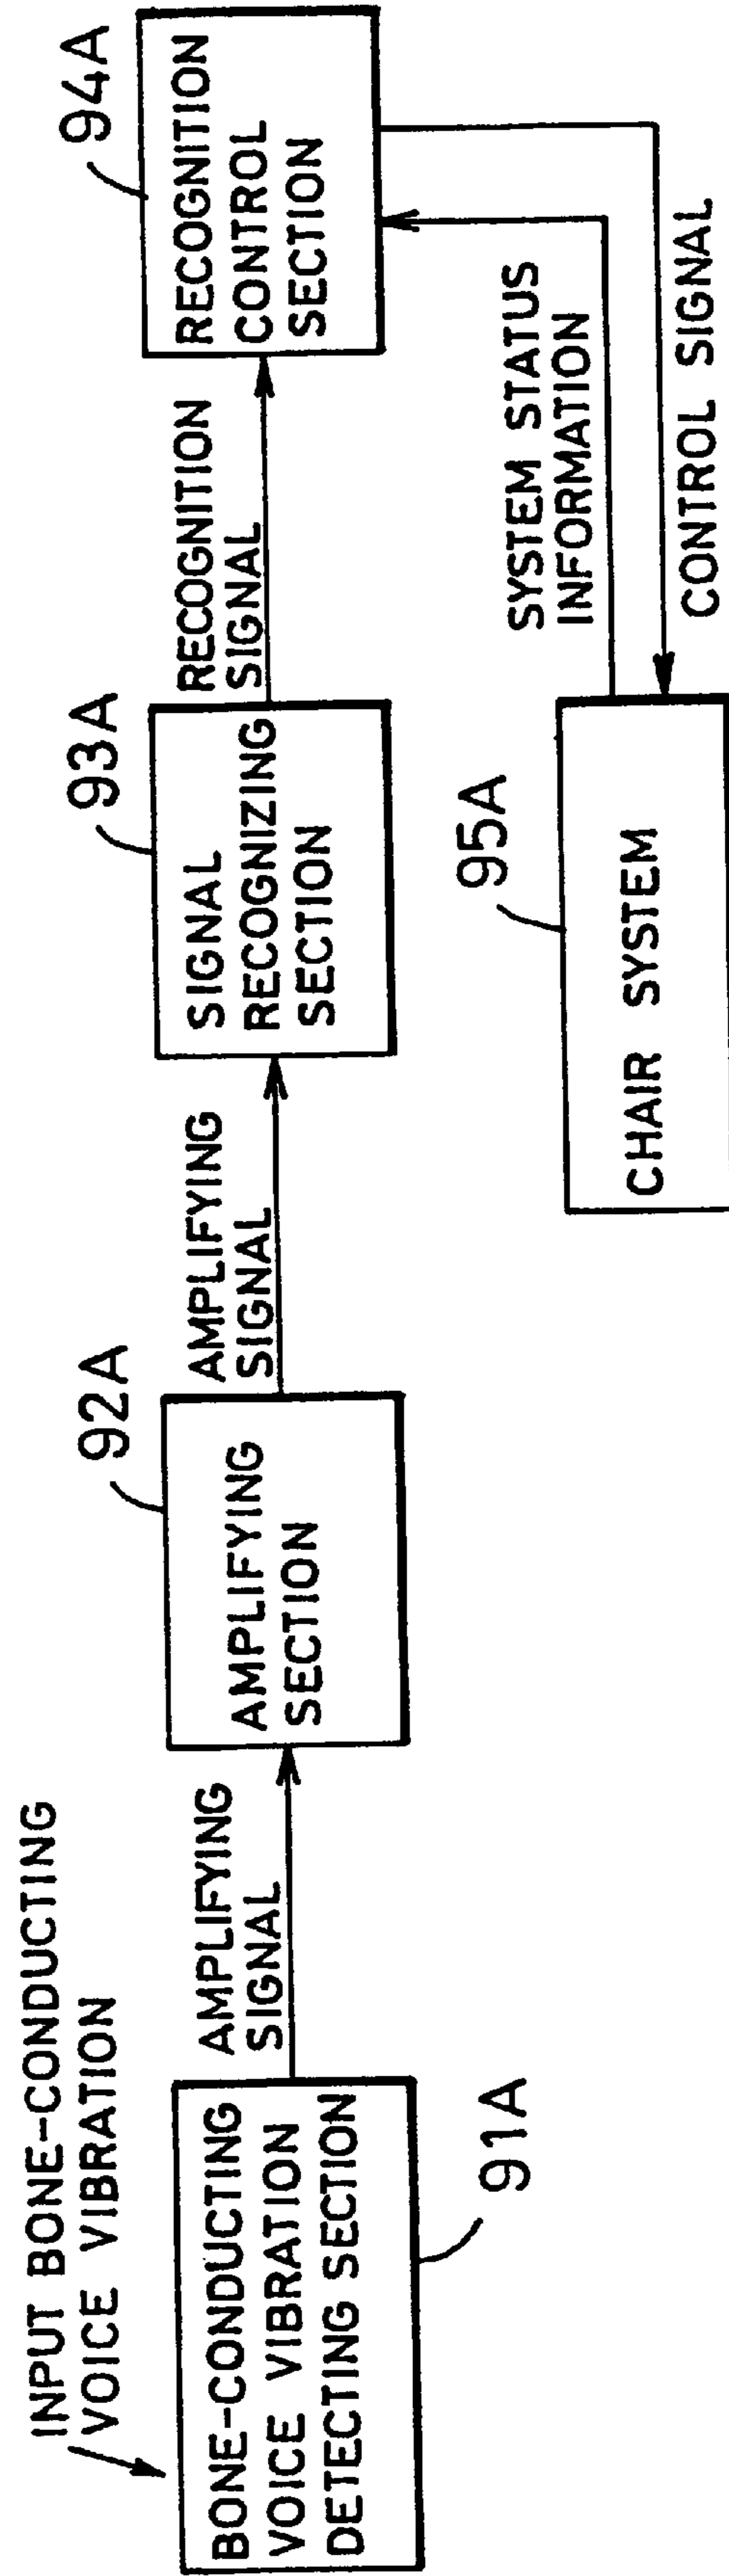 INPUT BONE-CONDUCTING
VOICE VIBRATION
BONE-CONDUCTING
VOICE VIBRATION
DETECTING SECTION
91A
AMPLIFYING
SIGNAL
92A
AMPLIFYING
SECTION
AMPLIFYING
SIGNAL
93A
SIGNAL
RECOGNIZING
SECTION
RECOGNITION
SIGNAL
94A
RECOGNITION
CONTROL
SECTION
SYSTEM STATUS
INFORMATION
CONTROL SIGNAL
95A
CHAIR SYSTEM